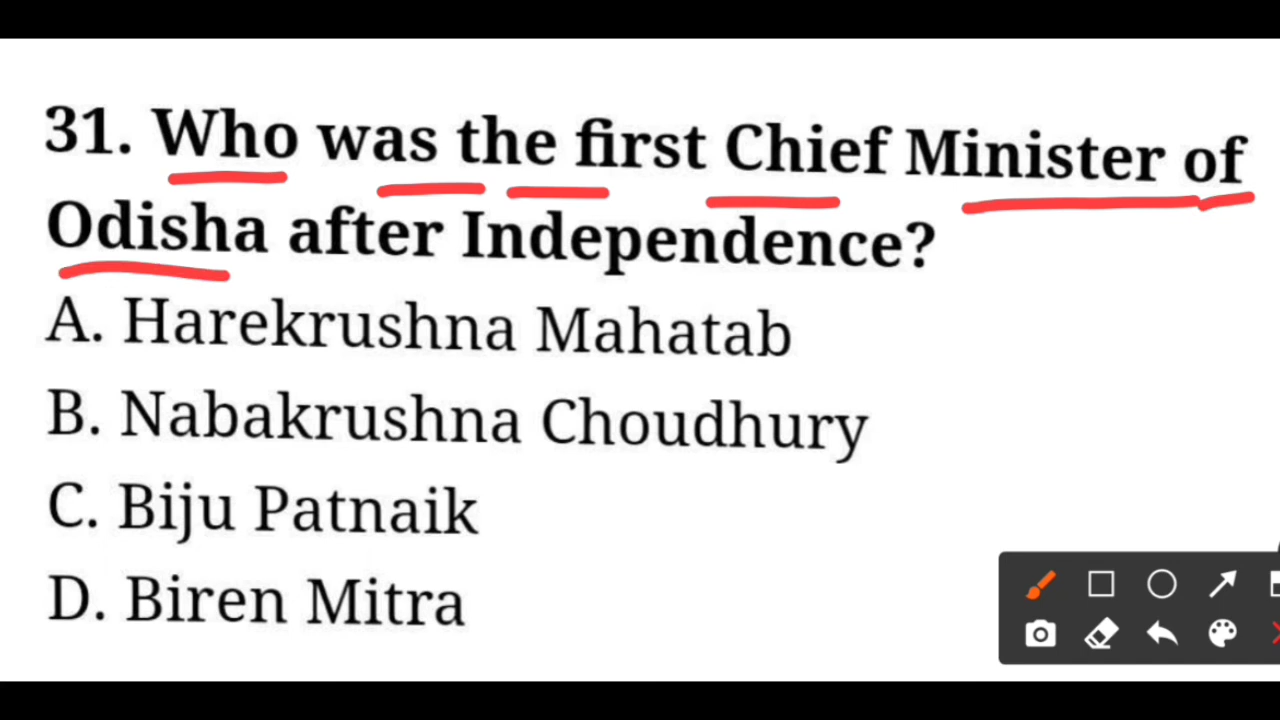 31. Who was the first Chief Minister of
Odisha after Independence?
A. Harekrushna Mahatab
B. Nabakrushna Choudhury
C. Biju Patnaik
D. Biren Mitra